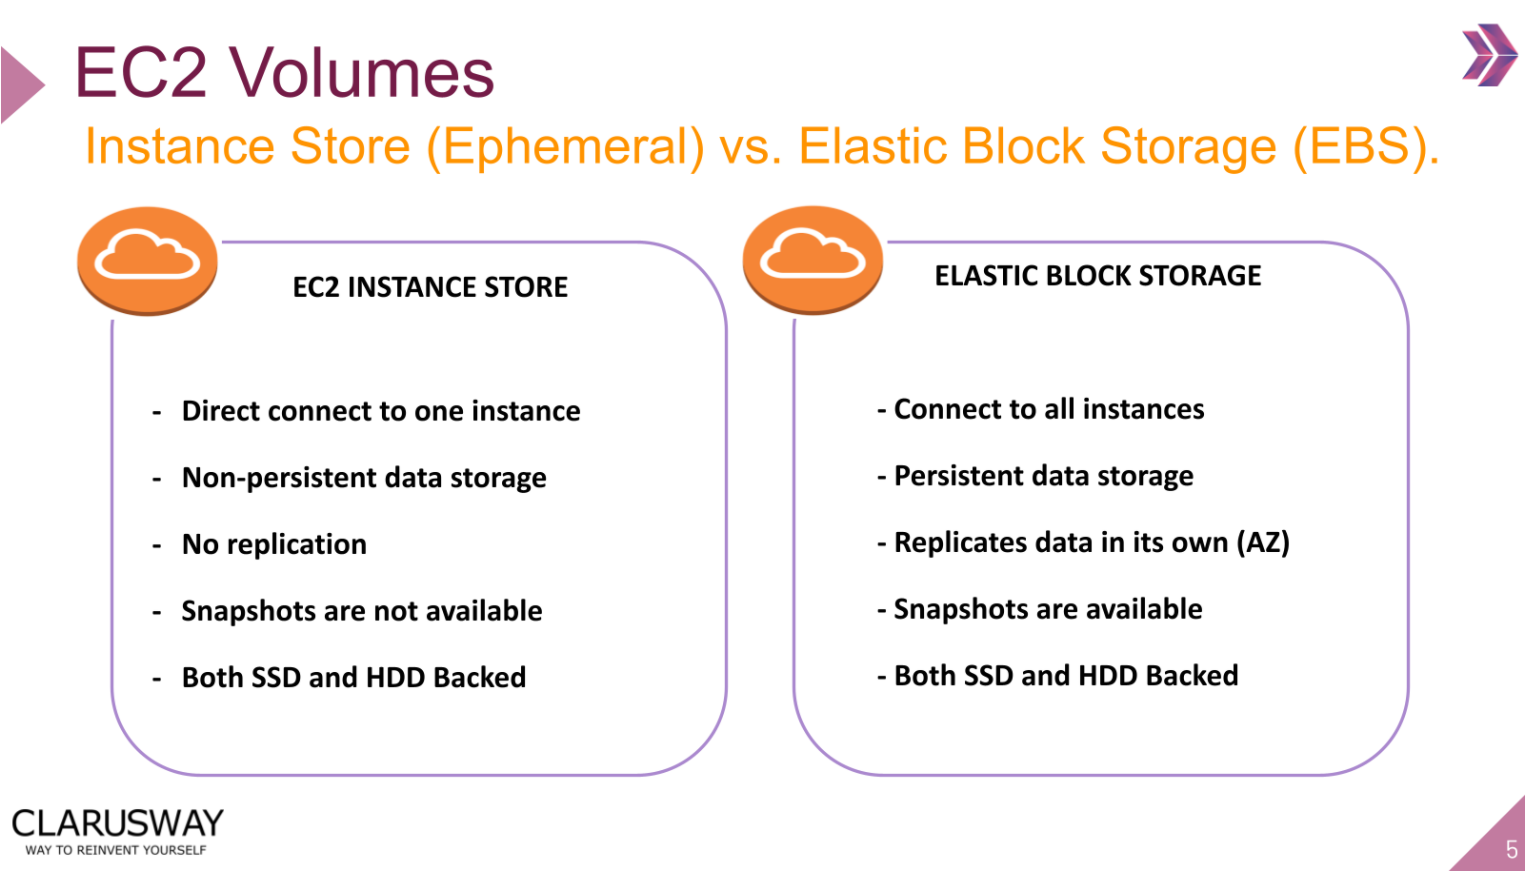 EC2 Volumes
Instance Store (Ephemeral) vs. Elastic Block Storage (EBS).
EC2 INSTANCE STORE
- Direct connect to one instance
- Non-persistent data storage
- No replication
- Snapshots are not available
- Both SSD and HDD Backed
ELASTIC BLOCK STORAGE
- Connect to all instances
- Persistent data storage
- Replicates data in its own (AZ)
- Snapshots are available
- Both SSD and HDD Backed
CLARUSWAY
WAY TO REINVENT YOURSELF
5